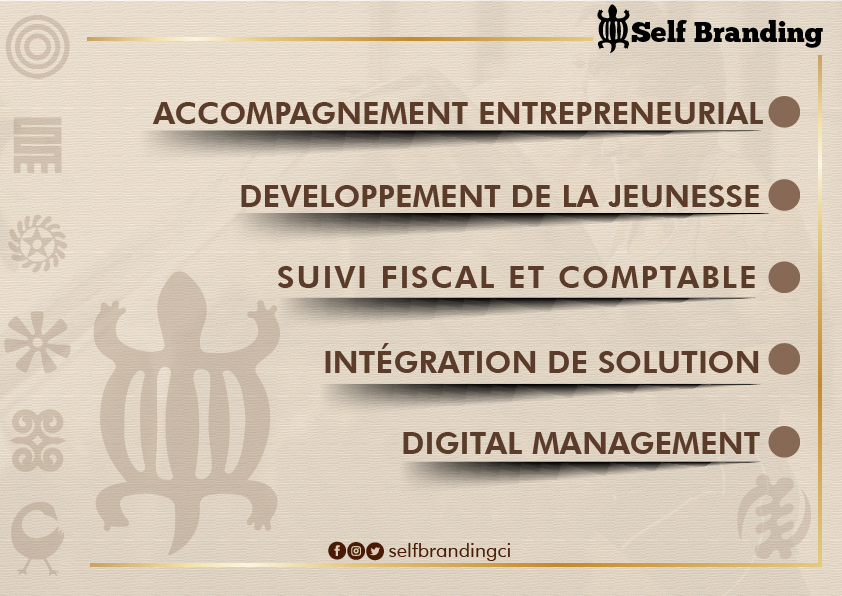 Self Branding
ACCOMPAGNEMENT ENTREPRENEURIAL
DEVELOPPEMENT DE LA JEUNESSE
SUIVI FISCAL ET COMPTABLE
INTÉGRATION DE SOLUTION
DIGITAL MANAGEMENT
selfbrandingci